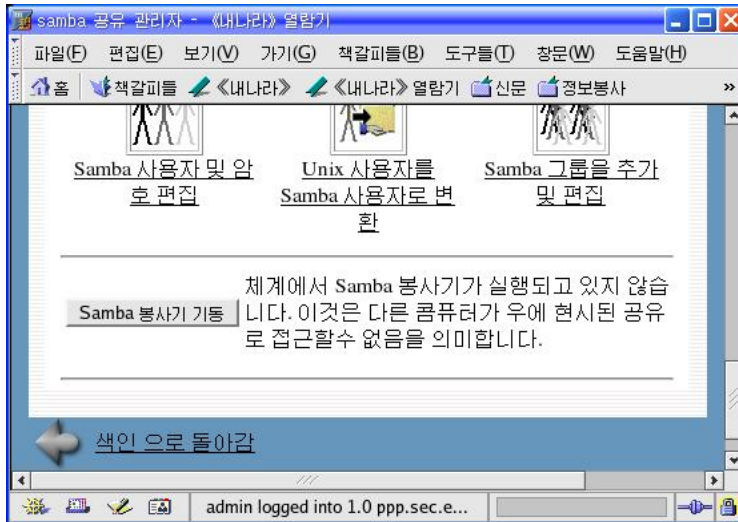 samba 공유 관리자 - 《내나라》 열람기
파일(F) 편집(E) 보기(V) 가기(G) 책갈피들(B) 도구들(T) 창문(W) 도움말(H)
홈 책갈피들 《내나라》 《내나라》 열람기 신문 정보봉사 »
Samba 사용자 및 암
호 편집
Unix 사용자를
Samba 사용자로 변
환
Samba 그룹을 추가
및 편집
Samba 봉사기 기동
체계에서 Samba 봉사기가 실행되고 있지 않습
니다. 이것은 다른 콤퓨터가 우에 현시된 공유
로 접근할수 없음을 의미합니다.
색인 으로 돌아감
admin logged into 1.0 ppp.sec.e...